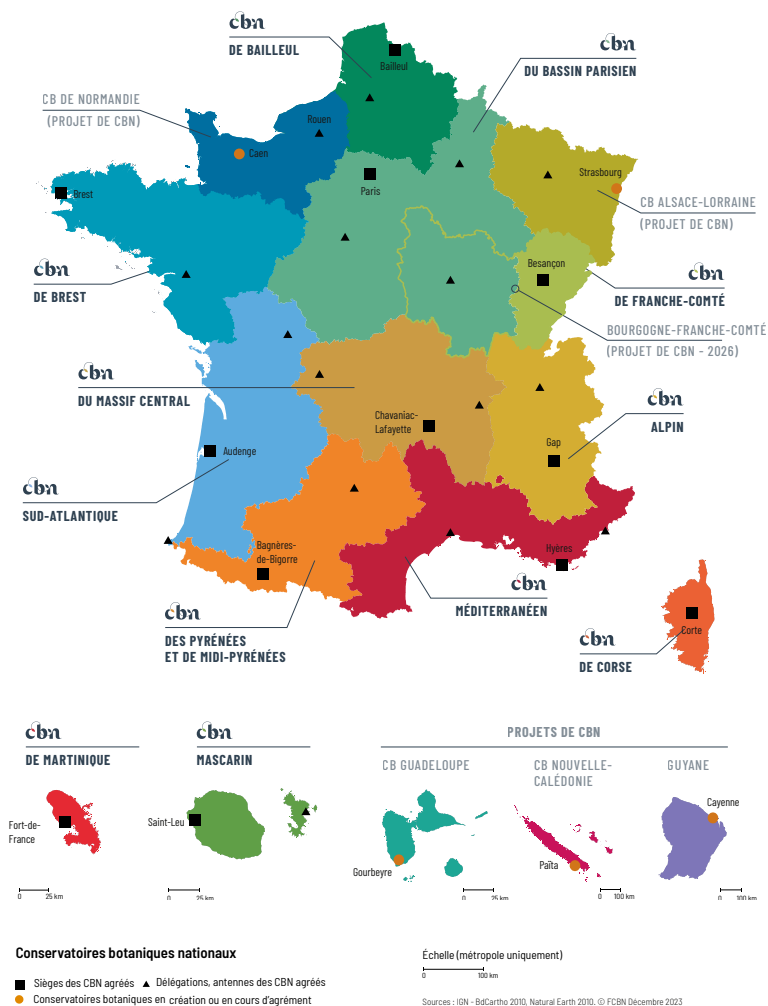 cbn
DE BAILLEUL
cbn
DU BASSIN PARISIEN
Bailleul
CB DE NORMANDIE
(PROJET DE CBN)
Rouen
Caen
Paris
Strasbourg
Brest
CB ALSACE-LORRAINE
(PROJET DE CBN)
cbn
DE BREST
Besançon
cbn
DE FRANCHE-COMTÉ
BOURGOGNE-FRANCHE-COMTÉ
(PROJET DE CBN - 2026)
cbn
DU MASSIF CENTRAL
Chavaniac-
Lafayette
cbn
ALPIN
Gap
Audenge
cbn
SUD-ATLANTIQUE
Bagnères-
de-Bigorre
Hyères
cbn
MÉDITERRANÉEN
cbn
DES PYRÉNÉES
ET DE MIDI-PYRÉNÉES
Corte
cbn
DE CORSE
cbn
DE MARTINIQUE
Fort-de-
France
0 25 km
cbn
MASCARIN
Saint-Leu
0 25 km
PROJETS DE CBN
CB GUADELOUPE
Gourbeyre
0 25 km
CB NOUVELLE-
CALÉDONIE
Païta
0 100 km
GUYANE
Cayenne
0 100 km
Conservatoires botaniques nationaux
Sièges des CBN agréés
Délégations, antennes des CBN agréés
Conservatoires botaniques en création ou en cours d'agrément
Échelle (métropole uniquement)
0 100 km
Sources : IGN - BdCartho 2010, Natural Earth 2010. © FCBN Décembre 2023